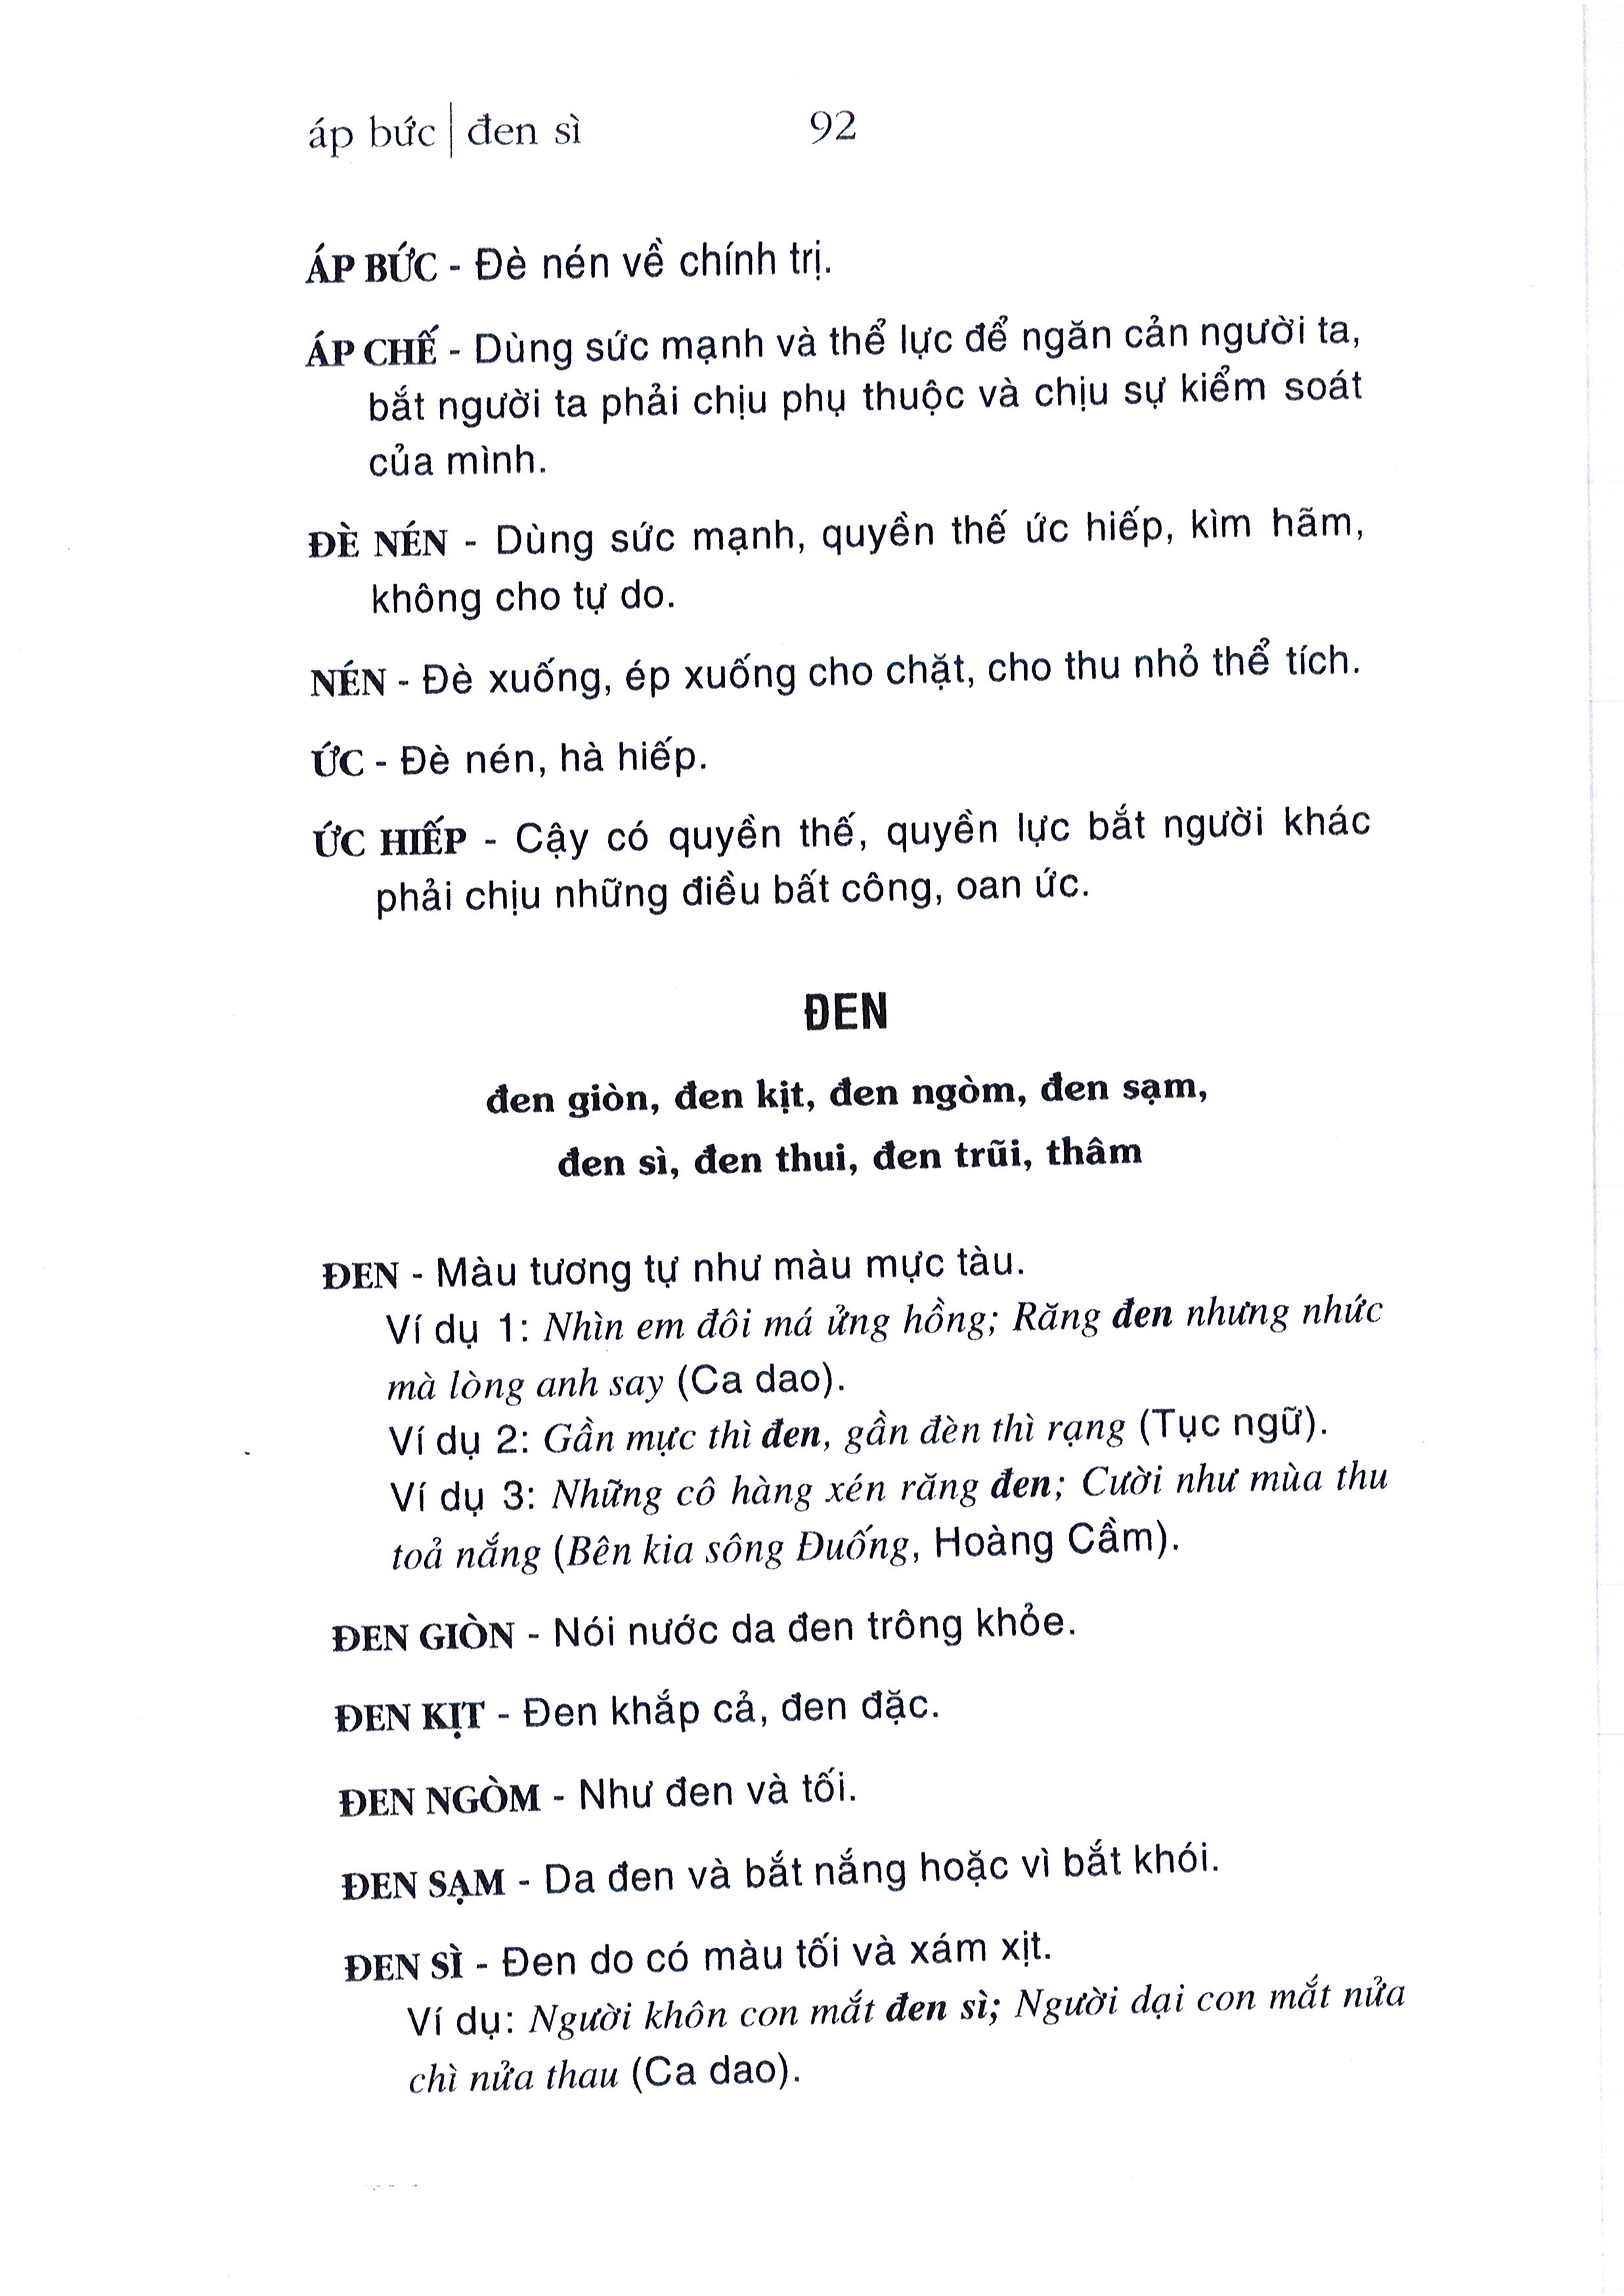 áp bức | đen sì 92
ÁP BỨC - Đè nén về chính trị.
ÁP CHẾ - Dùng sức mạnh và thể lực để ngăn cản người ta,
bắt người ta phải chịu phụ thuộc và chịu sự kiểm soát
của mình.
ĐÈ NÉN - Dùng sức mạnh, quyền thế ức hiếp, kìm hãm,
không cho tự do.
NÉN - Đè xuống, ép xuống cho chặt, cho thu nhỏ thể tích.
ỨC - Đè nén, hà hiếp.
ỨC HIẾP - Cậy có quyền thế, quyền lực bắt người khác
phải chịu những điều bất công, oan ức.
ĐEN
đen giòn, đen kịt, đen ngòm, đen sạm,
đen sì, đen thui, đen trũi, thâm
ĐEN - Màu tương tự như màu mực tàu.
Ví dụ 1: Nhìn em đôi má ửng hồng; Răng đen nhưng nhức
mà lòng anh say (Ca dao).
Ví dụ 2: Gần mực thì đen, gần đèn thì rạng (Tục ngữ).
Ví dụ 3: Những cô hàng xén răng đen; Cười như mùa thu
toả nắng (Bên kia sông Đuống, Hoàng Cầm).
ĐEN GIÒN - Nói nước da đen trông khỏe.
ĐEN KỊT - Đen khắp cả, đen đặc.
ĐEN NGÒM - Như đen và tối.
ĐEN SẠM - Da đen và bắt nắng hoặc vì bắt khói.
ĐEN SÌ - Đen do có màu tối và xám xịt.
Ví dụ: Người khôn con mắt đen sì; Người dại con mắt nửa
chì nửa thau (Ca dao).